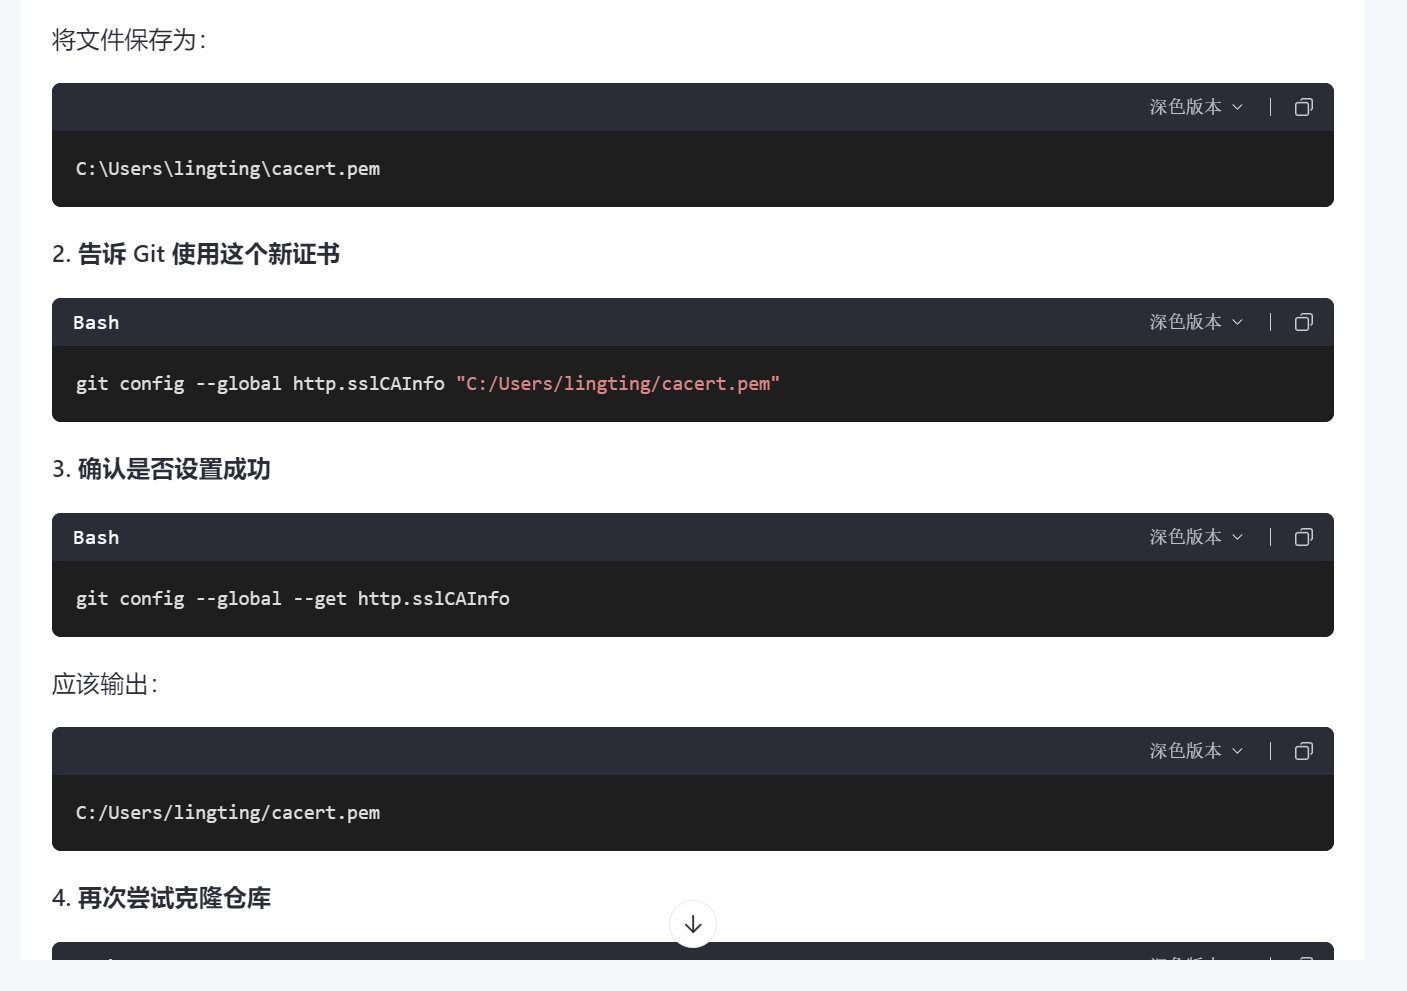 将文件保存为：
深色版本
C:\Users\lingting\cacert.pem
2. 告诉 Git 使用这个新证书
Bash 深色版本
git config --global http.sslCAInfo "C:/Users/lingting/cacert.pem"
3. 确认是否设置成功
Bash 深色版本
git config --global --get http.sslCAInfo
应该输出：
深色版本
C:/Users/lingting/cacert.pem
4. 再次尝试克隆仓库